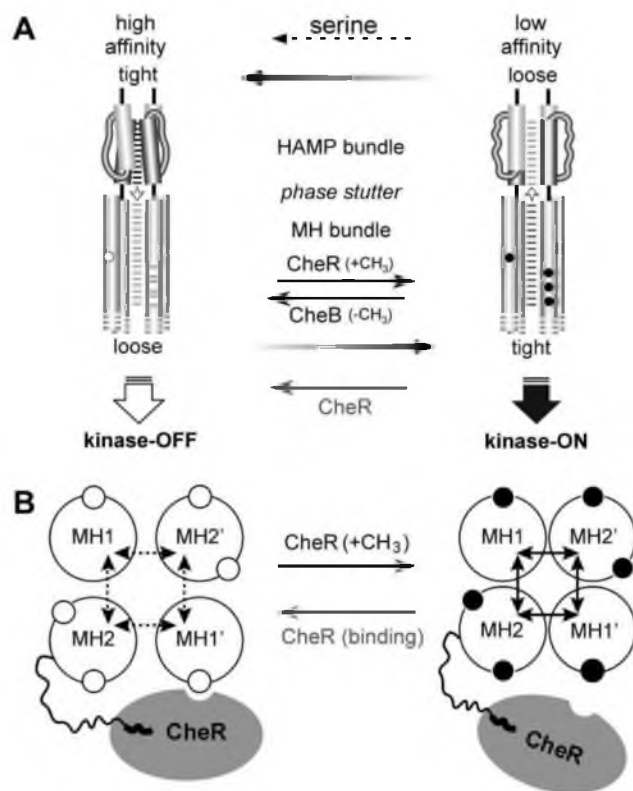 A
high
affinity
tight
serine
low
affinity
loose
HAMP bundle
phase stutter
MH bundle
CheR (+CH₃)
CheB (-CH₃)
loose
tight
CheR
kinase-OFF
kinase-ON
B
MH1
MH2'
MH2
MH1'
CheR
CheR (+CH₃)
CheR (binding)
MH1
MH2'
MH2
MH1'
CheR